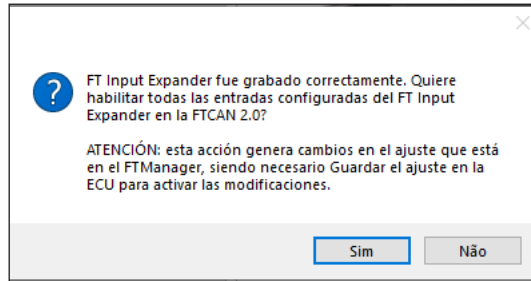 FT Input Expander fue grabado correctamente. Quiere
habilitar todas las entradas configuradas del FT Input
Expander en la FTCAN 2.0?
ATENCIÓN: esta acción genera cambios en el ajuste que está
en el FTManager, siendo necesario Guardar el ajuste en la
ECU para activar las modificaciones.
Sim Não